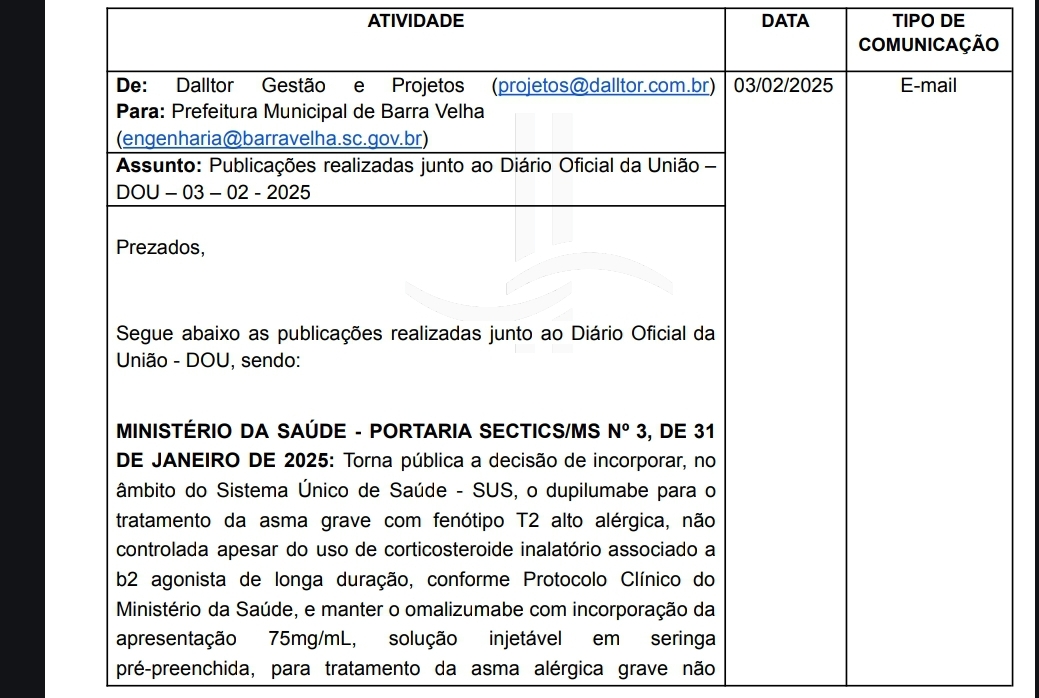 ATIVIDADE DATA TIPO DE
COMUNICAÇÃO
De: Dalltor Gestão e Projetos (projetos@dalltor.com.br) 03/02/2025 E-mail
Para: Prefeitura Municipal de Barra Velha
(engenharia@barravelha.sc.gov.br)
Assunto: Publicações realizadas junto ao Diário Oficial da União –
DOU – 03 – 02 - 2025
Prezados,
Segue abaixo as publicações realizadas junto ao Diário Oficial da
União - DOU, sendo:
MINISTÉRIO DA SAÚDE - PORTARIA SECTICS/MS Nº 3, DE 31
DE JANEIRO DE 2025: Torna pública a decisão de incorporar, no
âmbito do Sistema Único de Saúde - SUS, o dupilumabe para o
tratamento da asma grave com fenótipo T2 alto alérgica, não
controlada apesar do uso de corticosteroide inalatório associado a
b2 agonista de longa duração, conforme Protocolo Clínico do
Ministério da Saúde, e manter o omalizumabe com incorporação da
apresentação 75mg/mL, solução injetável em seringa
pré-preenchida, para tratamento da asma alérgica grave não